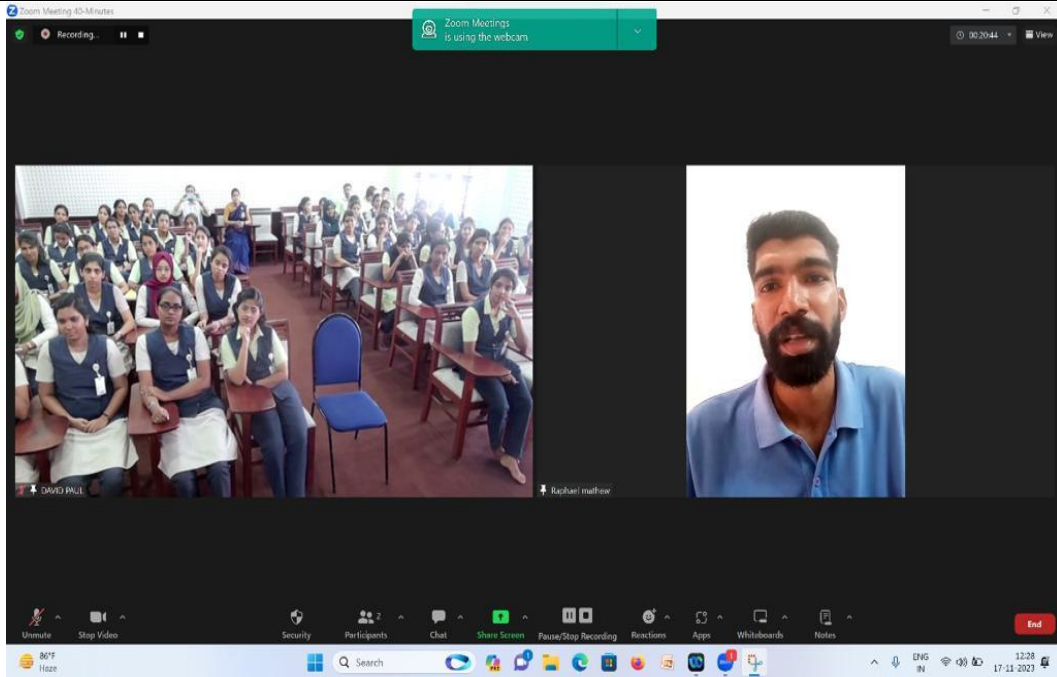 Zoom Meeting 40-Minutes
Zoom Meetings
is using the webcam
Recording...
00:20:44
View
DAVID PAUL
Raphael mathew
2
Unmute
Stop Video
Security
Participants
Chat
Share Screen
Pause/Stop Recording
Reactions
Apps
Whiteboards
Notes
End
86°F
Haze
Search
ENG
IN
12:28
17-11-2023